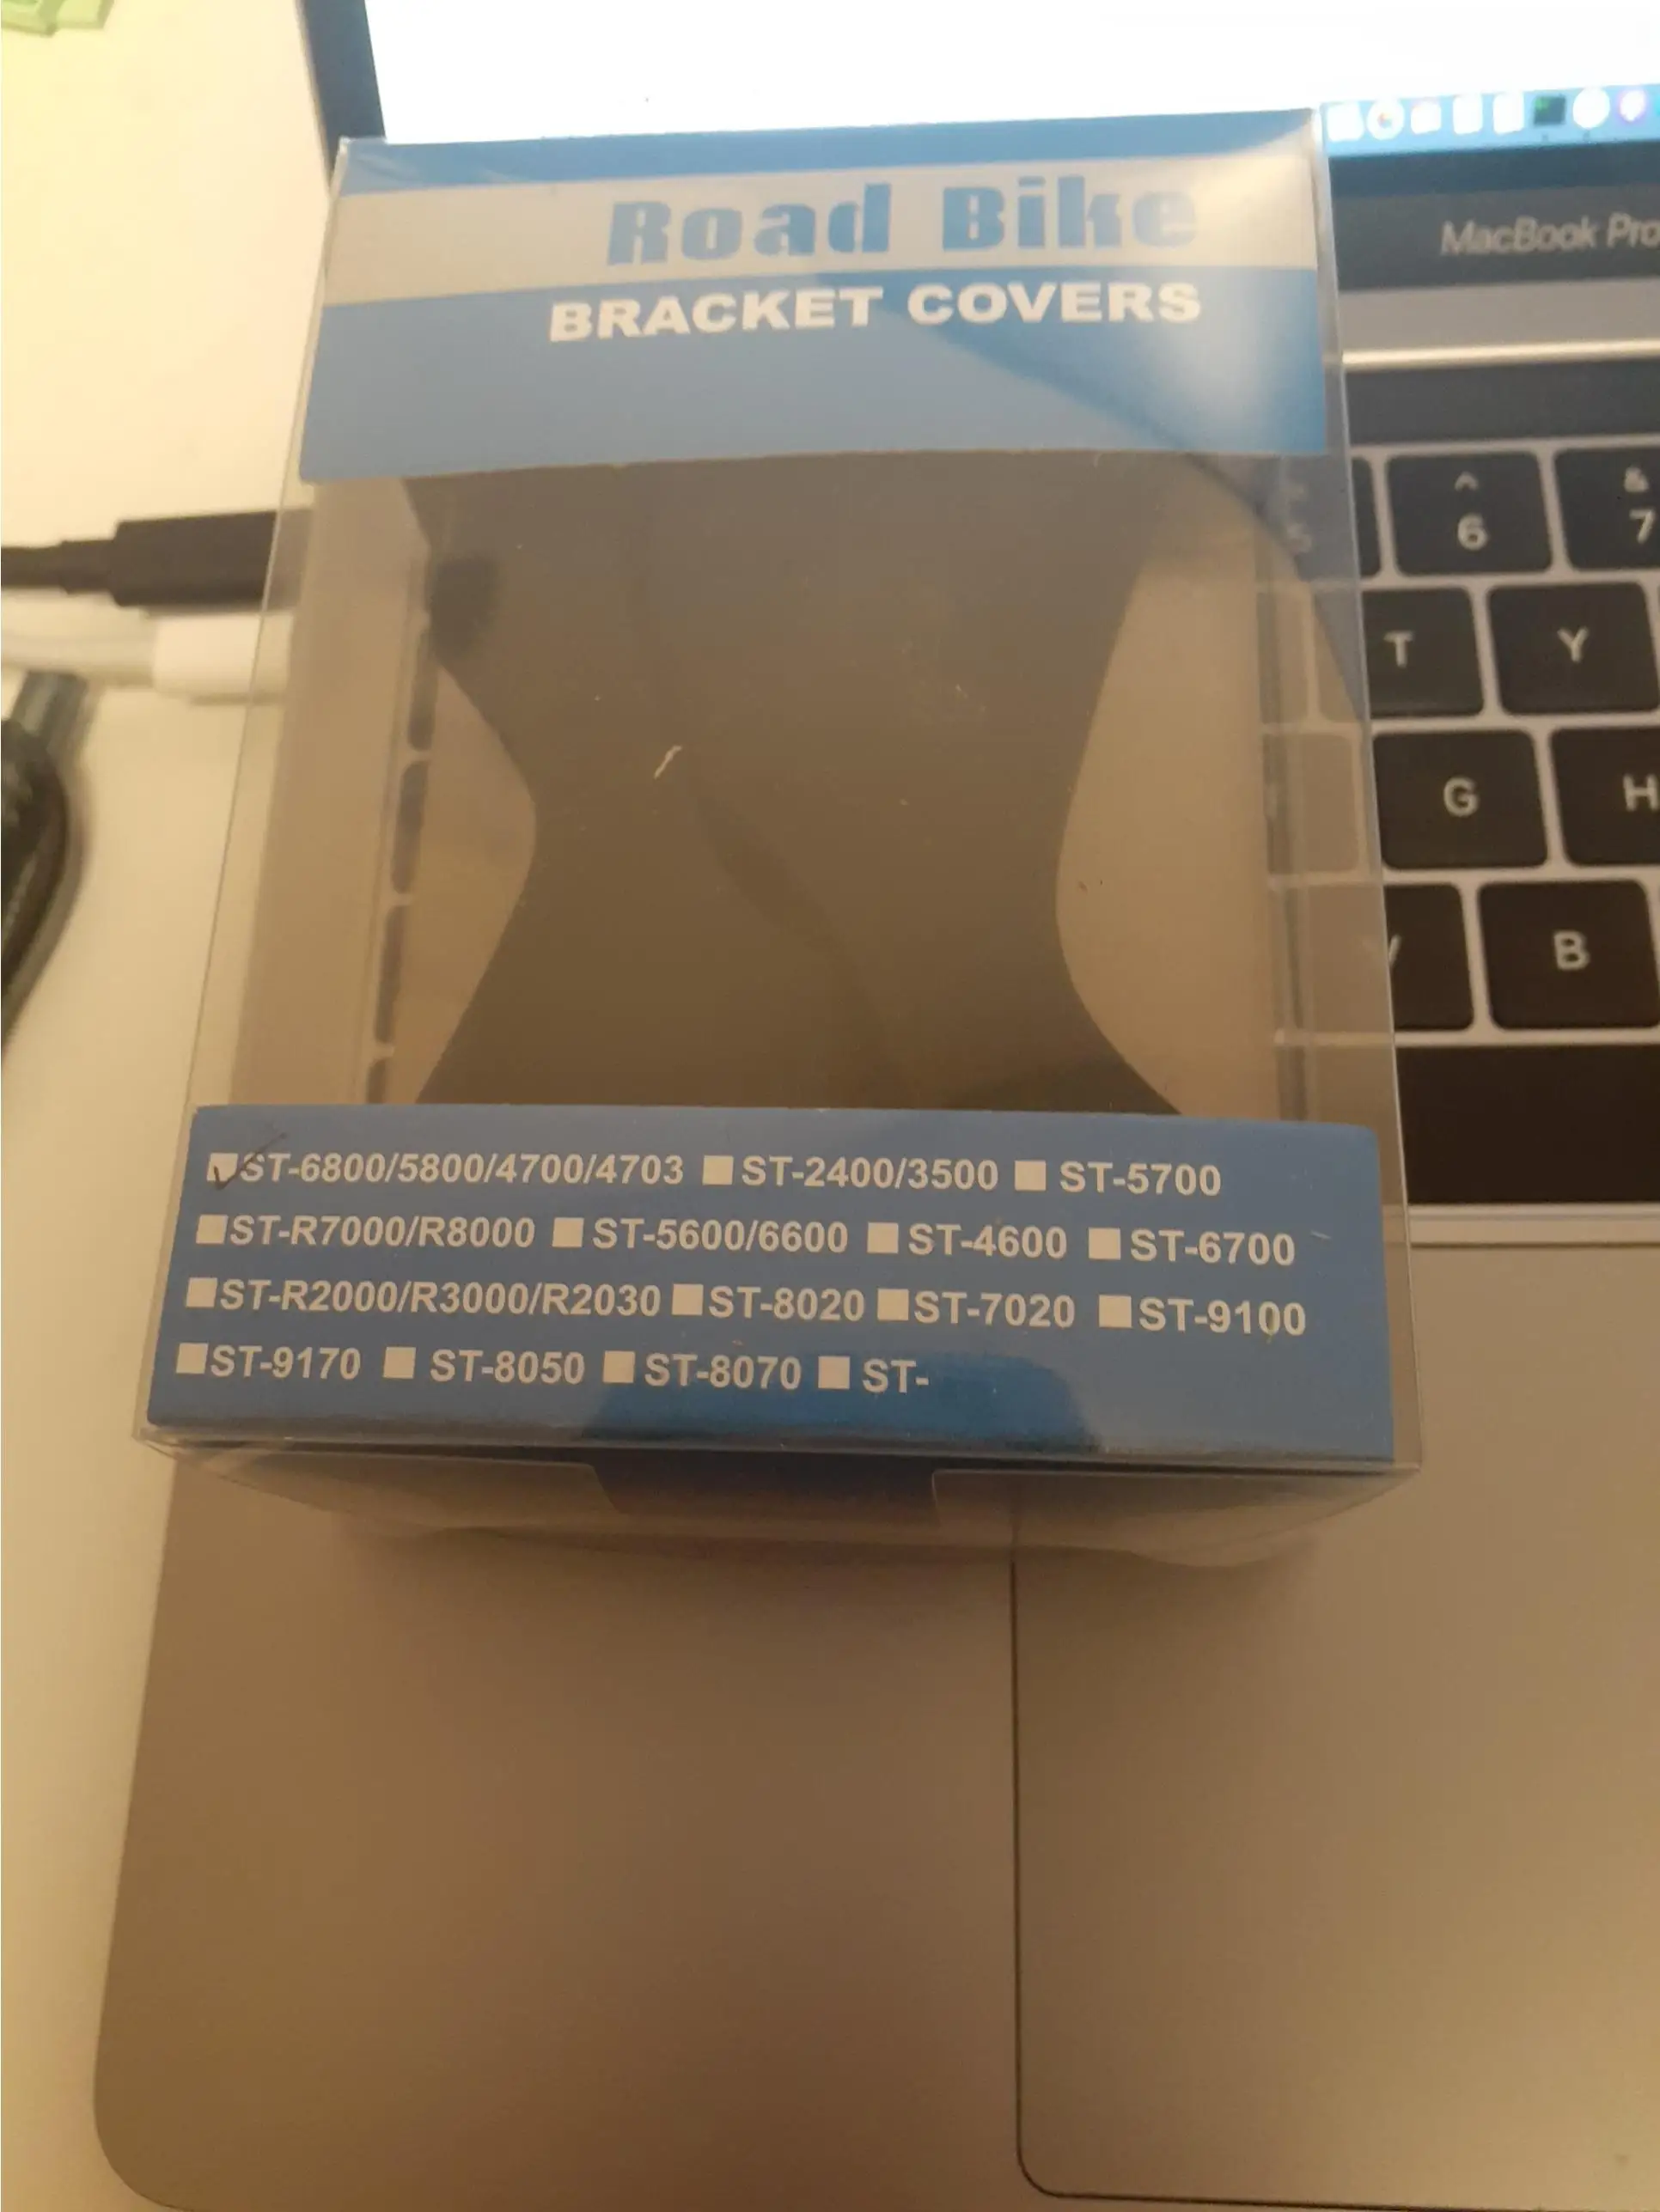 Road Bike
BRACKET COVERS
MacBook Pro
^ &
6 7
T Y
G H
B
ST-6800/5800/4700/4703 ST-2400/3500 ST-5700
ST-R7000/R8000 ST-5600/6600 ST-4600 ST-6700
ST-R2000/R3000/R2030 ST-8020 ST-7020 ST-9100
ST-9170 ST-8050 ST-8070 ST-